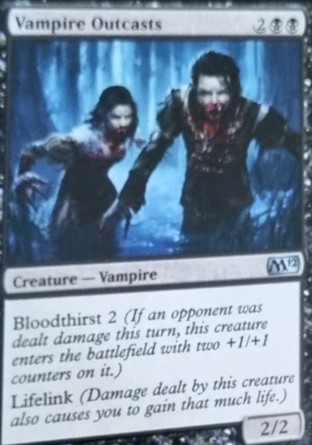 Vampire Outcasts 2
Creature — Vampire M12
Bloodthirst 2 (If an opponent was
dealt damage this turn, this creature
enters the battlefield with two +1/+1
counters on it.)
Lifelink (Damage dealt by this creature
also causes you to gain that much life.)
2/2